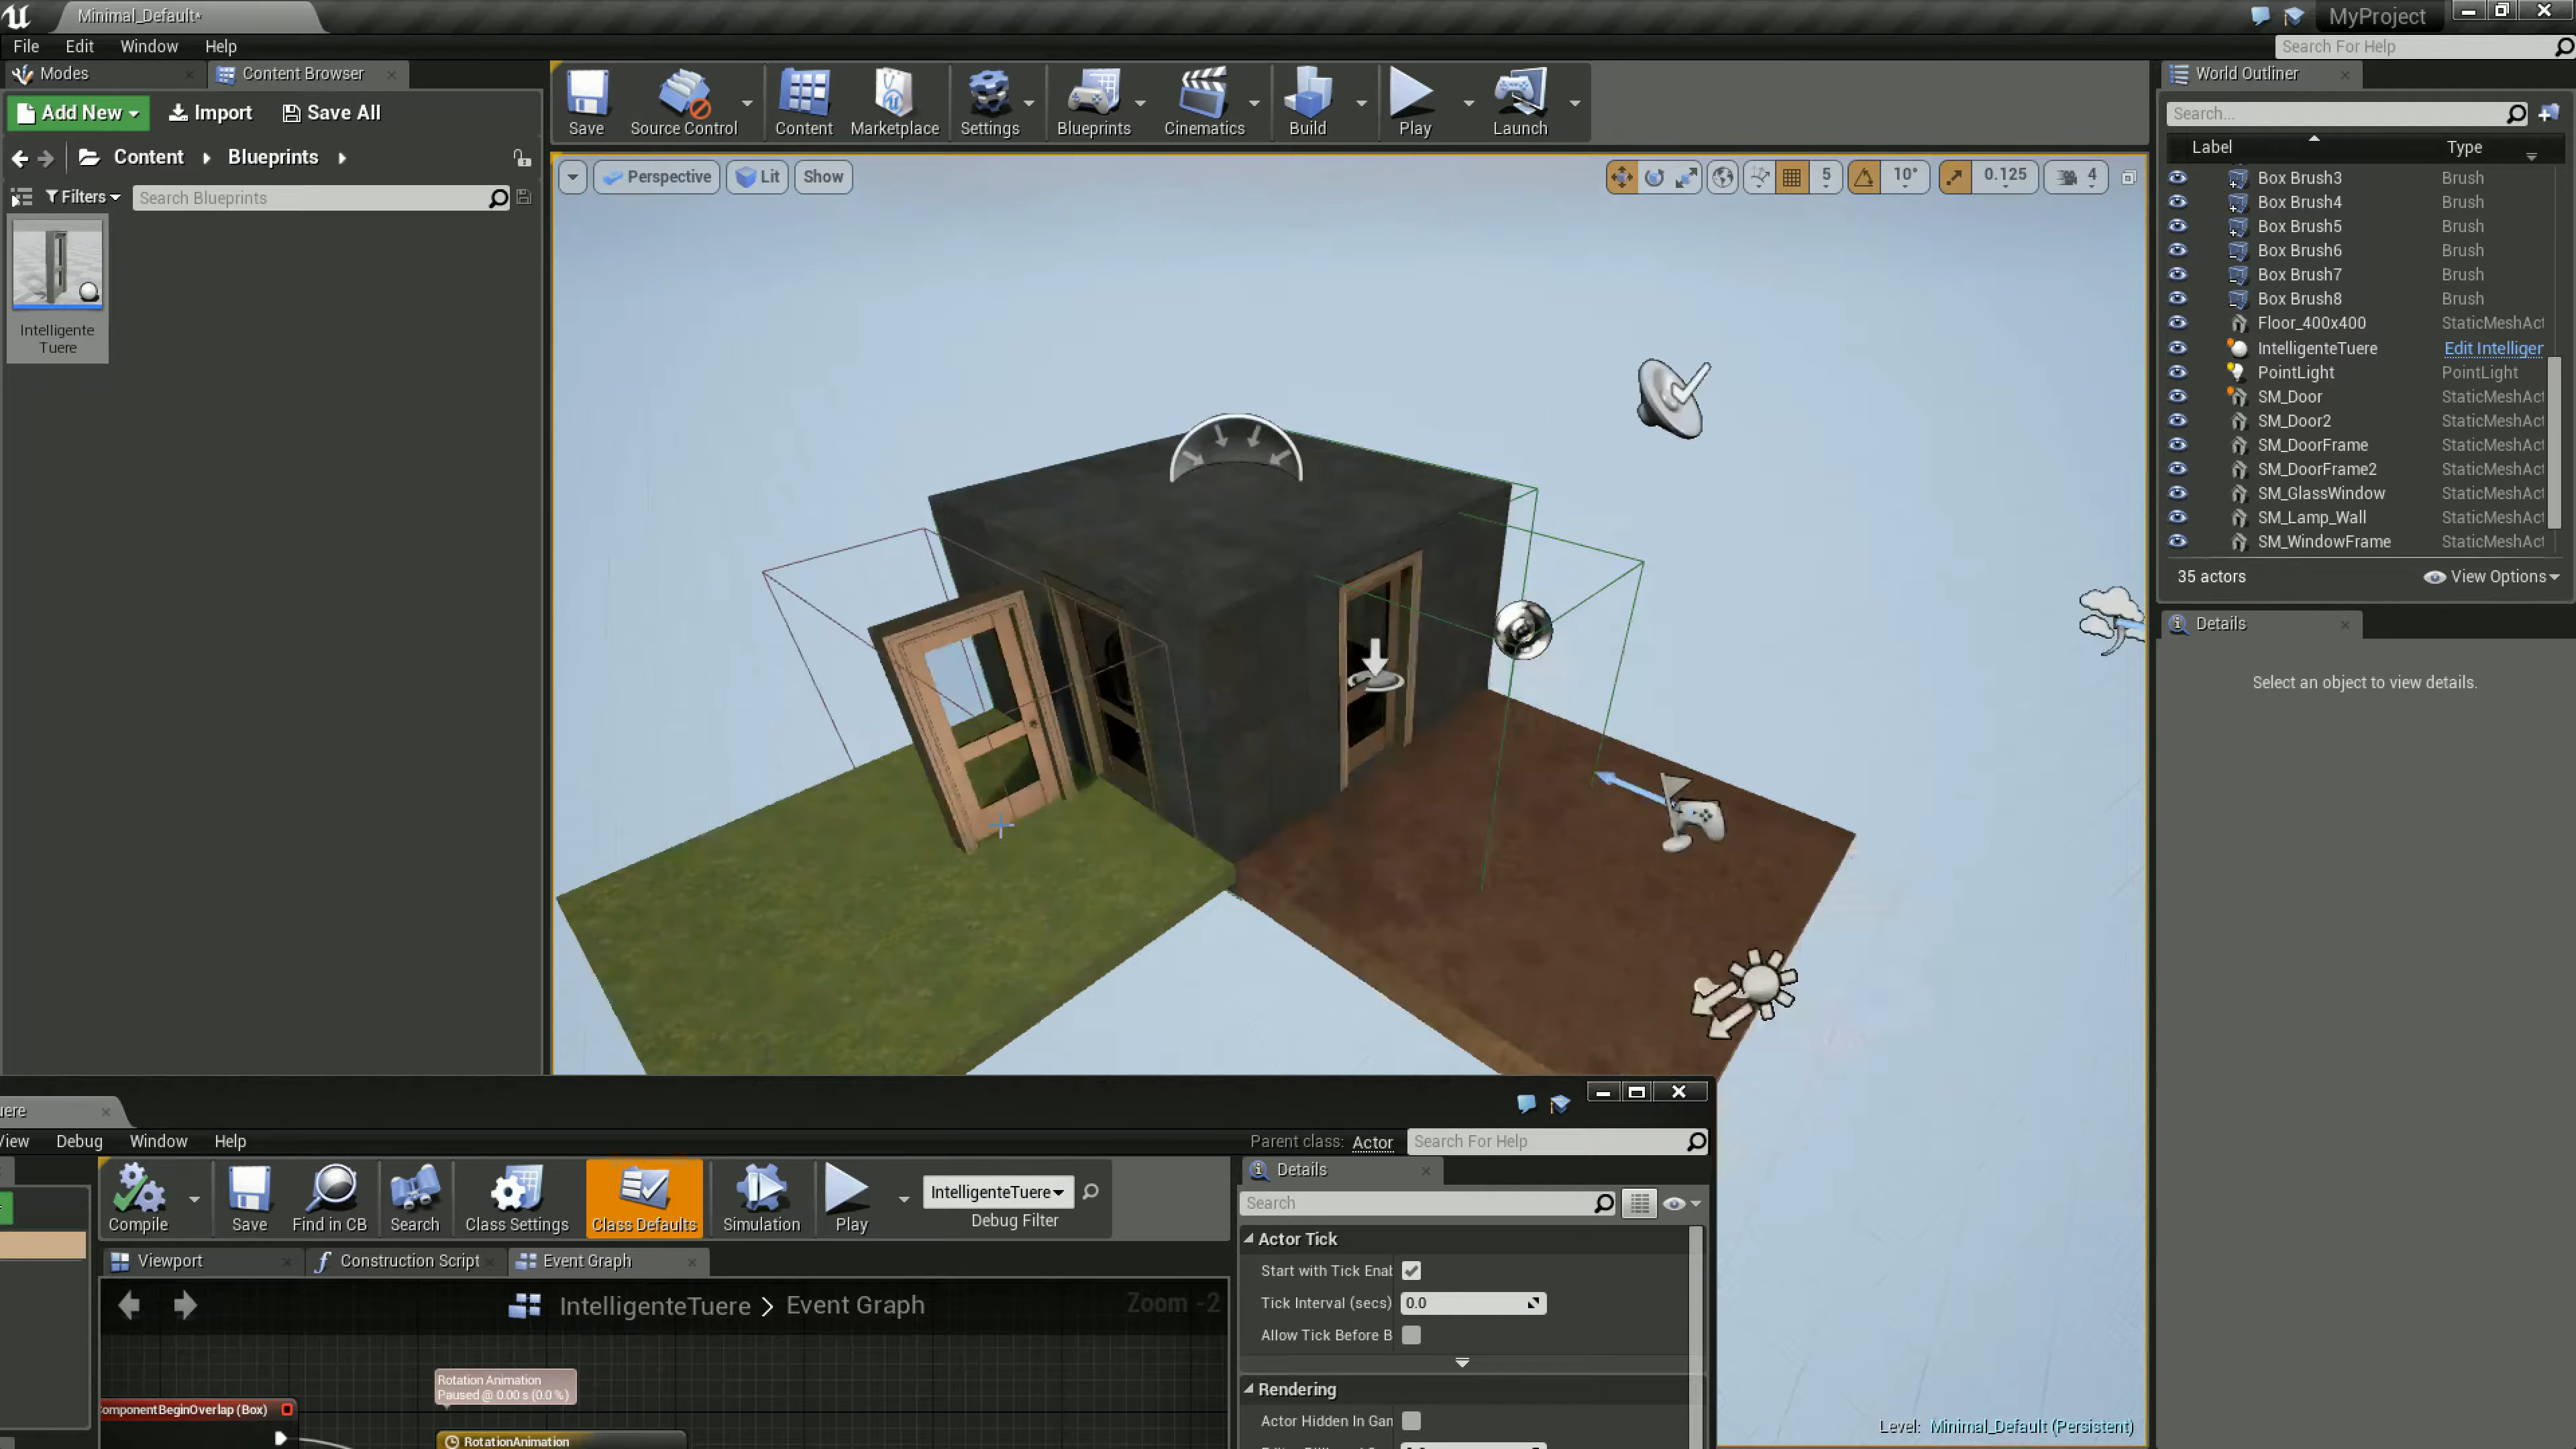 Minimal_Default*
MyProject
File Edit Window Help
Search For Help
Modes
Content Browser
Add New
Import
Save All
Content
Blueprints
Filters
Search Blueprints
Intelligente
Tuere
Save
Source Control
Content
Marketplace
Settings
Blueprints
Cinematics
Build
Play
Launch
Perspective
Lit
Show
5
10°
0.125
4
World Outliner
Search...
Label Type
Box Brush3 Brush
Box Brush4 Brush
Box Brush5 Brush
Box Brush6 Brush
Box Brush7 Brush
Box Brush8 Brush
Floor_400x400 StaticMeshAct
IntelligenteTuere Edit Intelliger
PointLight PointLight
SM_Door StaticMeshAct
SM_Door2 StaticMeshAct
SM_DoorFrame StaticMeshAct
SM_DoorFrame2 StaticMeshAct
SM_GlassWindow StaticMeshAct
SM_Lamp_Wall StaticMeshAct
SM_WindowFrame StaticMeshAct
35 actors
View Options
Details
Select an object to view details.
Level: Minimal_Default (Persistent)
uere
View Debug Window Help
Parent class: Actor
Search For Help
Compile
Save
Find in CB
Search
Class Settings
Class Defaults
Simulation
Play
IntelligenteTuere
Debug Filter
Viewport
Construction Script
Event Graph
IntelligenteTuere > Event Graph
Zoom -2
Rotation Animation
Paused @ 0.00 s (0.0 %)
omponentBeginOverlap (Box)
RotationAnimation
Details
Search
Actor Tick
Start with Tick Enab
Tick Interval (secs) 0.0
Allow Tick Before B
Rendering
Actor Hidden In Gam